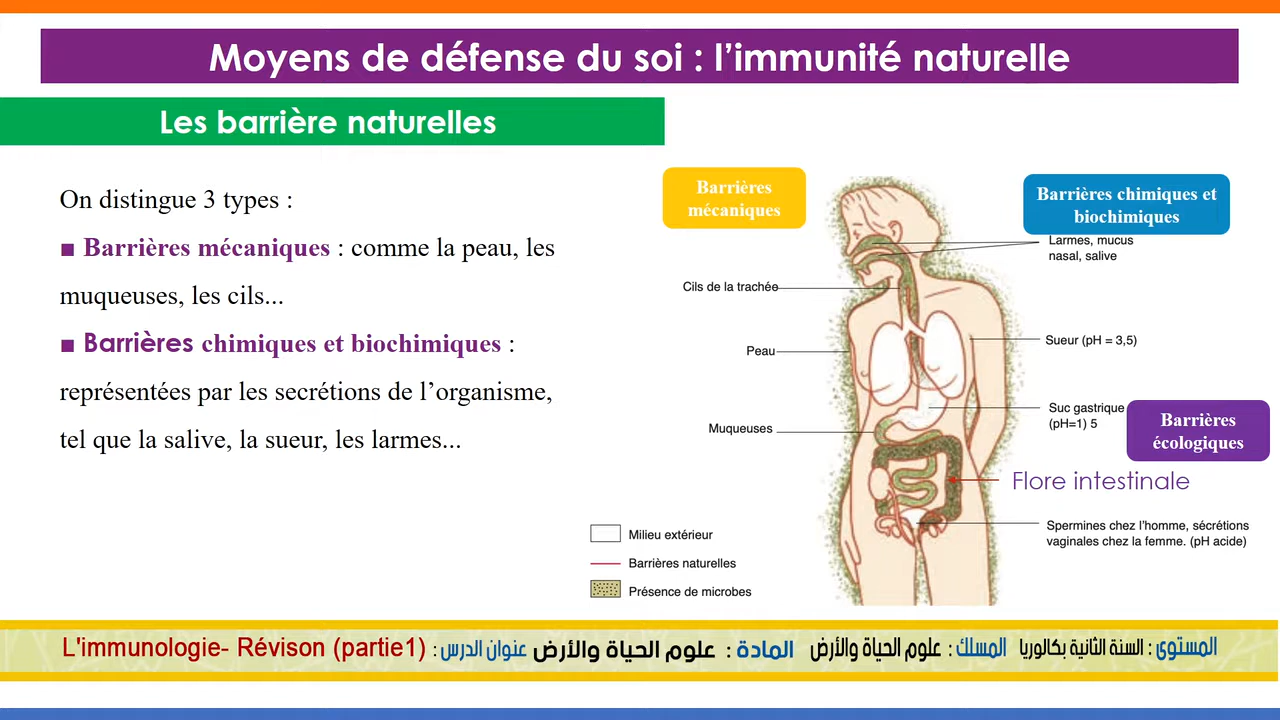 Moyens de défense du soi : l’immunité naturelle
Les barrière naturelles
On distingue 3 types :
■ Barrières mécaniques : comme la peau, les
muqueuses, les cils...
■ Barrières chimiques et biochimiques :
représentées par les secrétions de l’organisme,
tel que la salive, la sueur, les larmes...
Barrières
mécaniques
Barrières chimiques et
biochimiques
Larmes, mucus
nasal, salive
Cils de la trachée
Sueur (pH = 3,5)
Peau
Suc gastrique
(pH=1) 5
Barrières
écologiques
Muqueuses
Flore intestinale
Spermines chez l’homme, sécrétions
vaginales chez la femme. (pH acide)
Milieu extérieur
Barrières naturelles
Présence de microbes
المستوى : السنة الثانية بكالوريا المسلك : علوم الحياة والأرض المادة : علوم الحياة والأرض عنوان الدرس : L'immunologie- Révison (partie1)